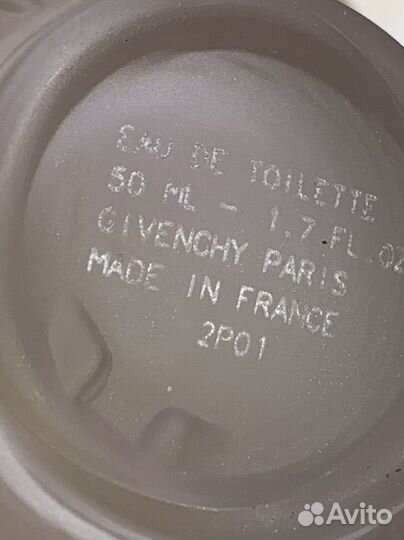 EAU DE TOILETTE
50 ML - 1.7 FL.OZ
GIVENCHY PARIS
MADE IN FRANCE
2P01
Avito